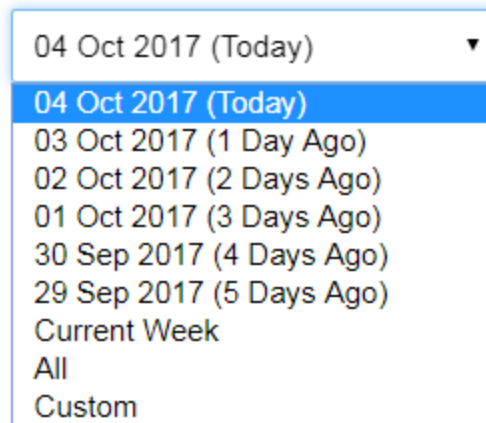 04 Oct 2017 (Today)
04 Oct 2017 (Today)
03 Oct 2017 (1 Day Ago)
02 Oct 2017 (2 Days Ago)
01 Oct 2017 (3 Days Ago)
30 Sep 2017 (4 Days Ago)
29 Sep 2017 (5 Days Ago)
Current Week
All
Custom